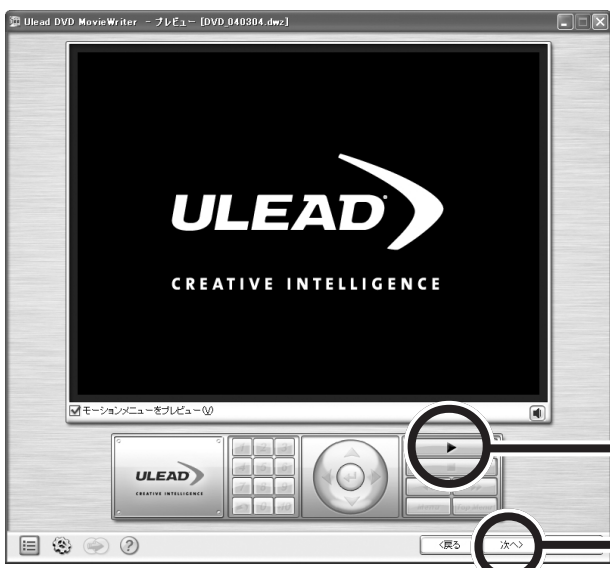 Ulead DVD MovieWriter - プレビュー [DVD_040304.dwz]
ULEAD
CREATIVE INTELLIGENCE
モーションメニューをプレビュー(V)
ULEAD
CREATIVE INTELLIGENCE
<戻る
次へ>